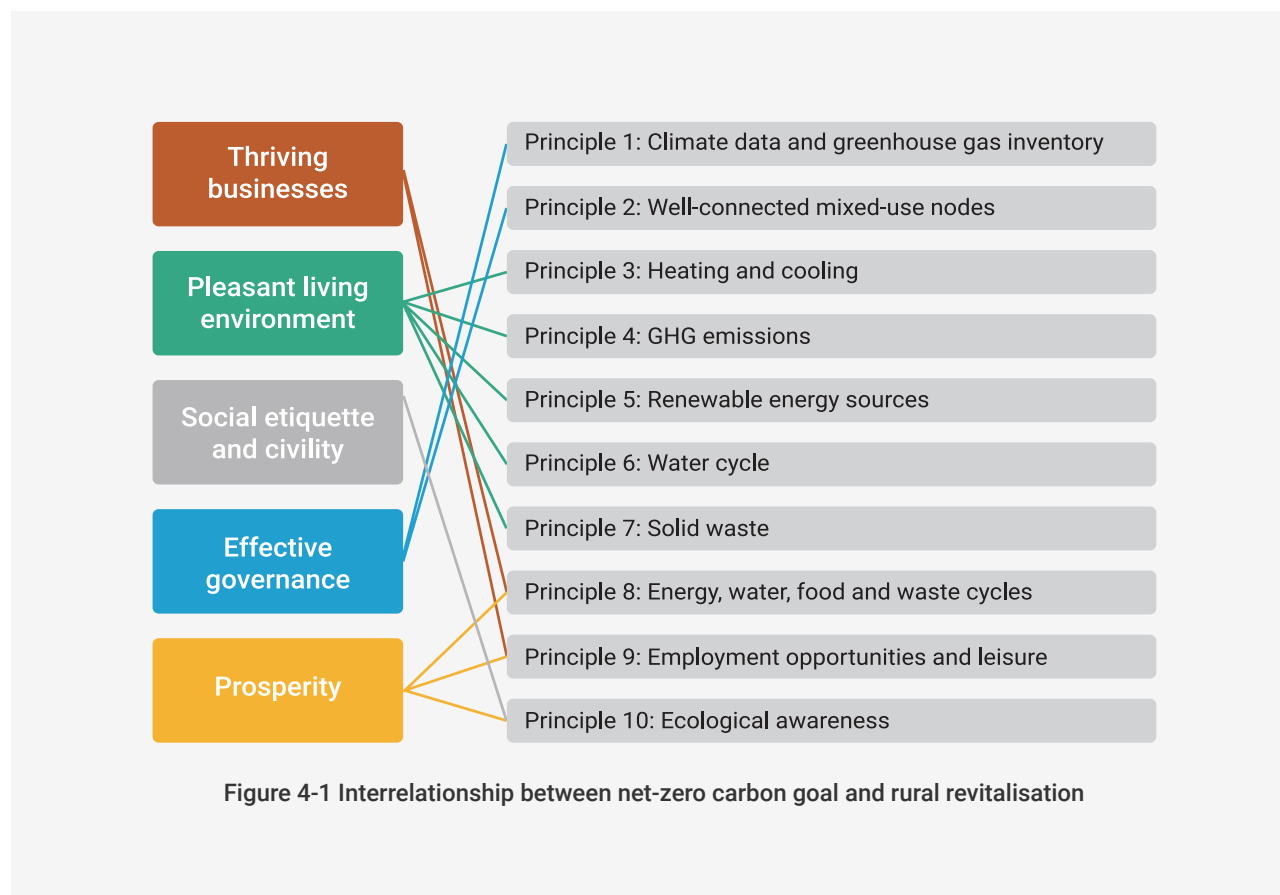 Thriving
businesses
Pleasant living
environment
Social etiquette
and civility
Effective
governance
Prosperity
Principle 1: Climate data and greenhouse gas inventory
Principle 2: Well-connected mixed-use nodes
Principle 3: Heating and cooling
Principle 4: GHG emissions
Principle 5: Renewable energy sources
Principle 6: Water cycle
Principle 7: Solid waste
Principle 8: Energy, water, food and waste cycles
Principle 9: Employment opportunities and leisure
Principle 10: Ecological awareness
Figure 4-1 Interrelationship between net-zero carbon goal and rural revitalisation